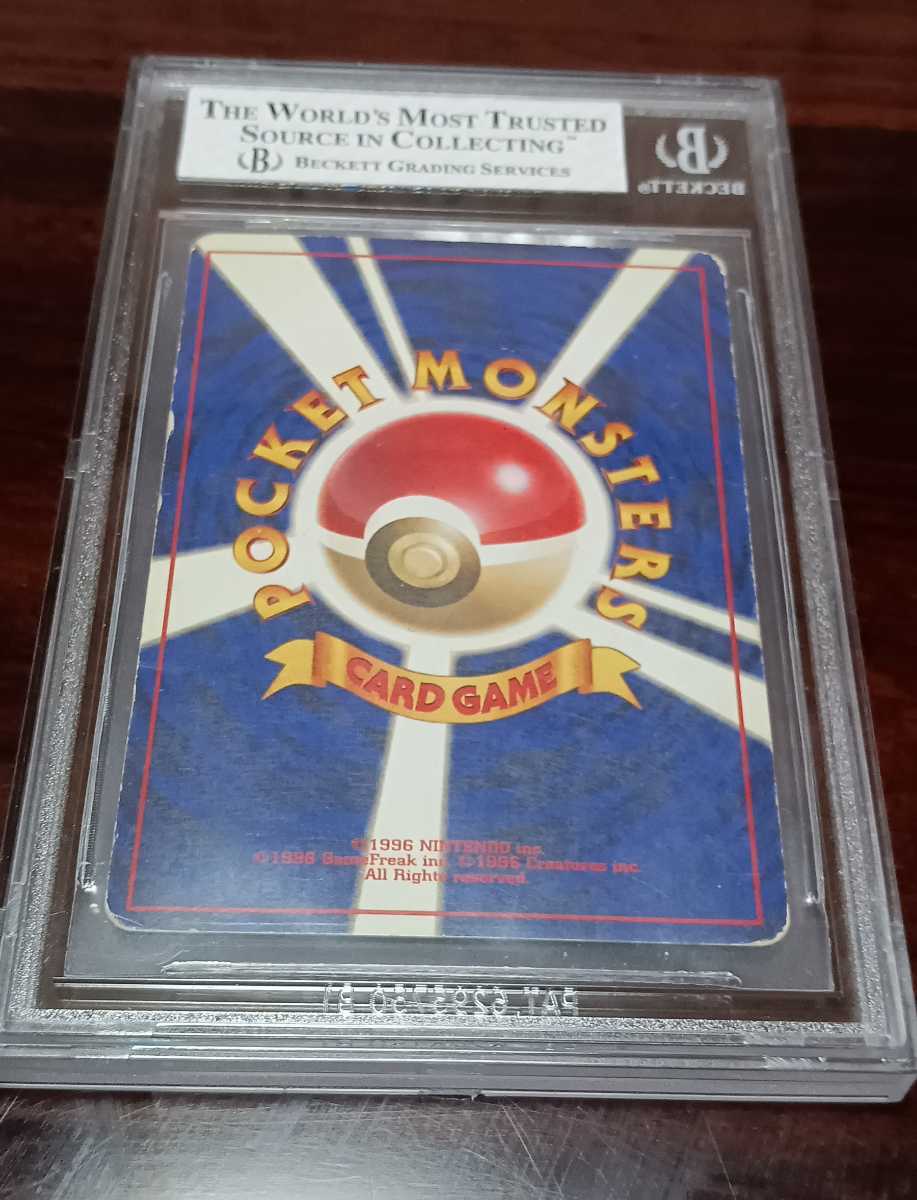 THE WORLD'S MOST TRUSTED
SOURCE IN COLLECTING™
B BECKETT GRADING SERVICES
B
BECKETT®
POCKET MONSTERS
CARD GAME
©1996 NINTENDO inc.
©1996 GameFreak inc. ©1996 Creatures inc.
All Rights reserved.